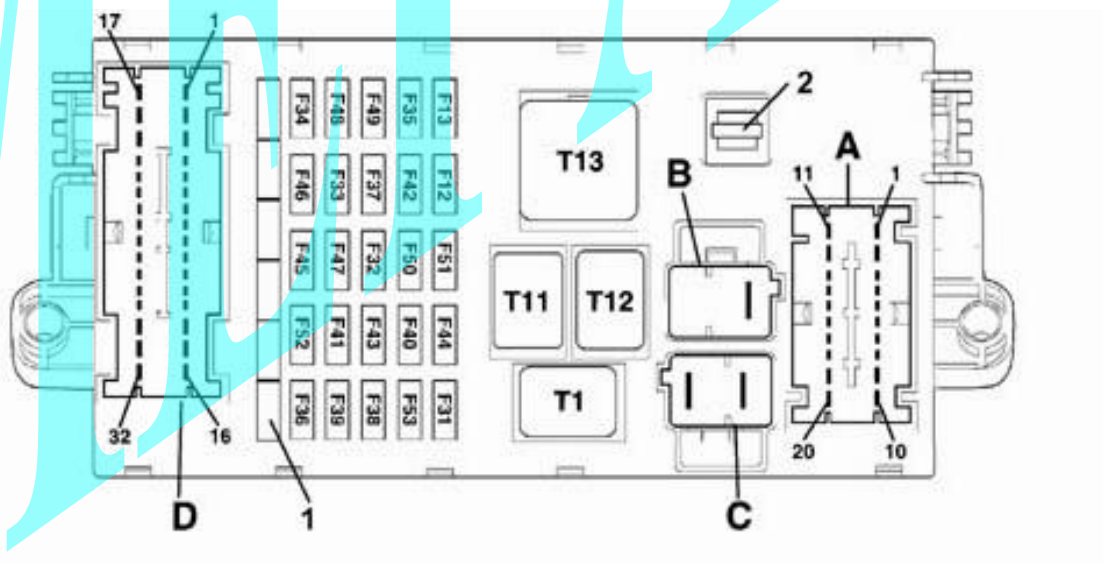 17 1
2
F34 F48 F49 F35 F13
T13
A
B
11 1
F46 F33 F37 F42 F12
F45 F47 F32 F50 F51
T11 T12
F52 F41 F43 F40 F44
T1
F36 F39 F38 F53 F31
32 16
20 10
D
1
C